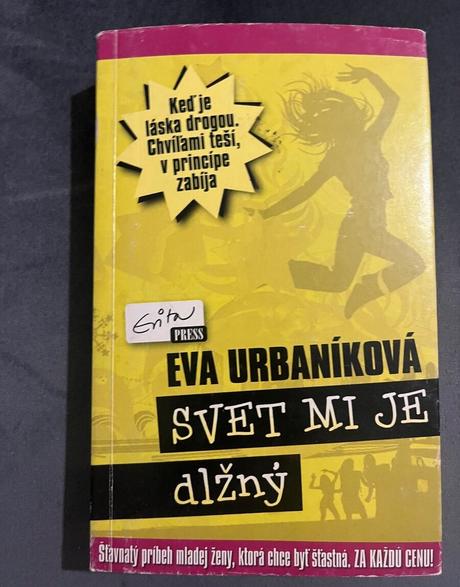 Keď je
láska drogou.
Chvíľami teší,
v princípe
zabíja
Evita
PRESS
EVA URBANÍKOVÁ
SVET MI JE
dlžný
Šťavnatý príbeh mladej ženy, ktorá chce byť šťastná. ZA KAŽDÚ CENU!